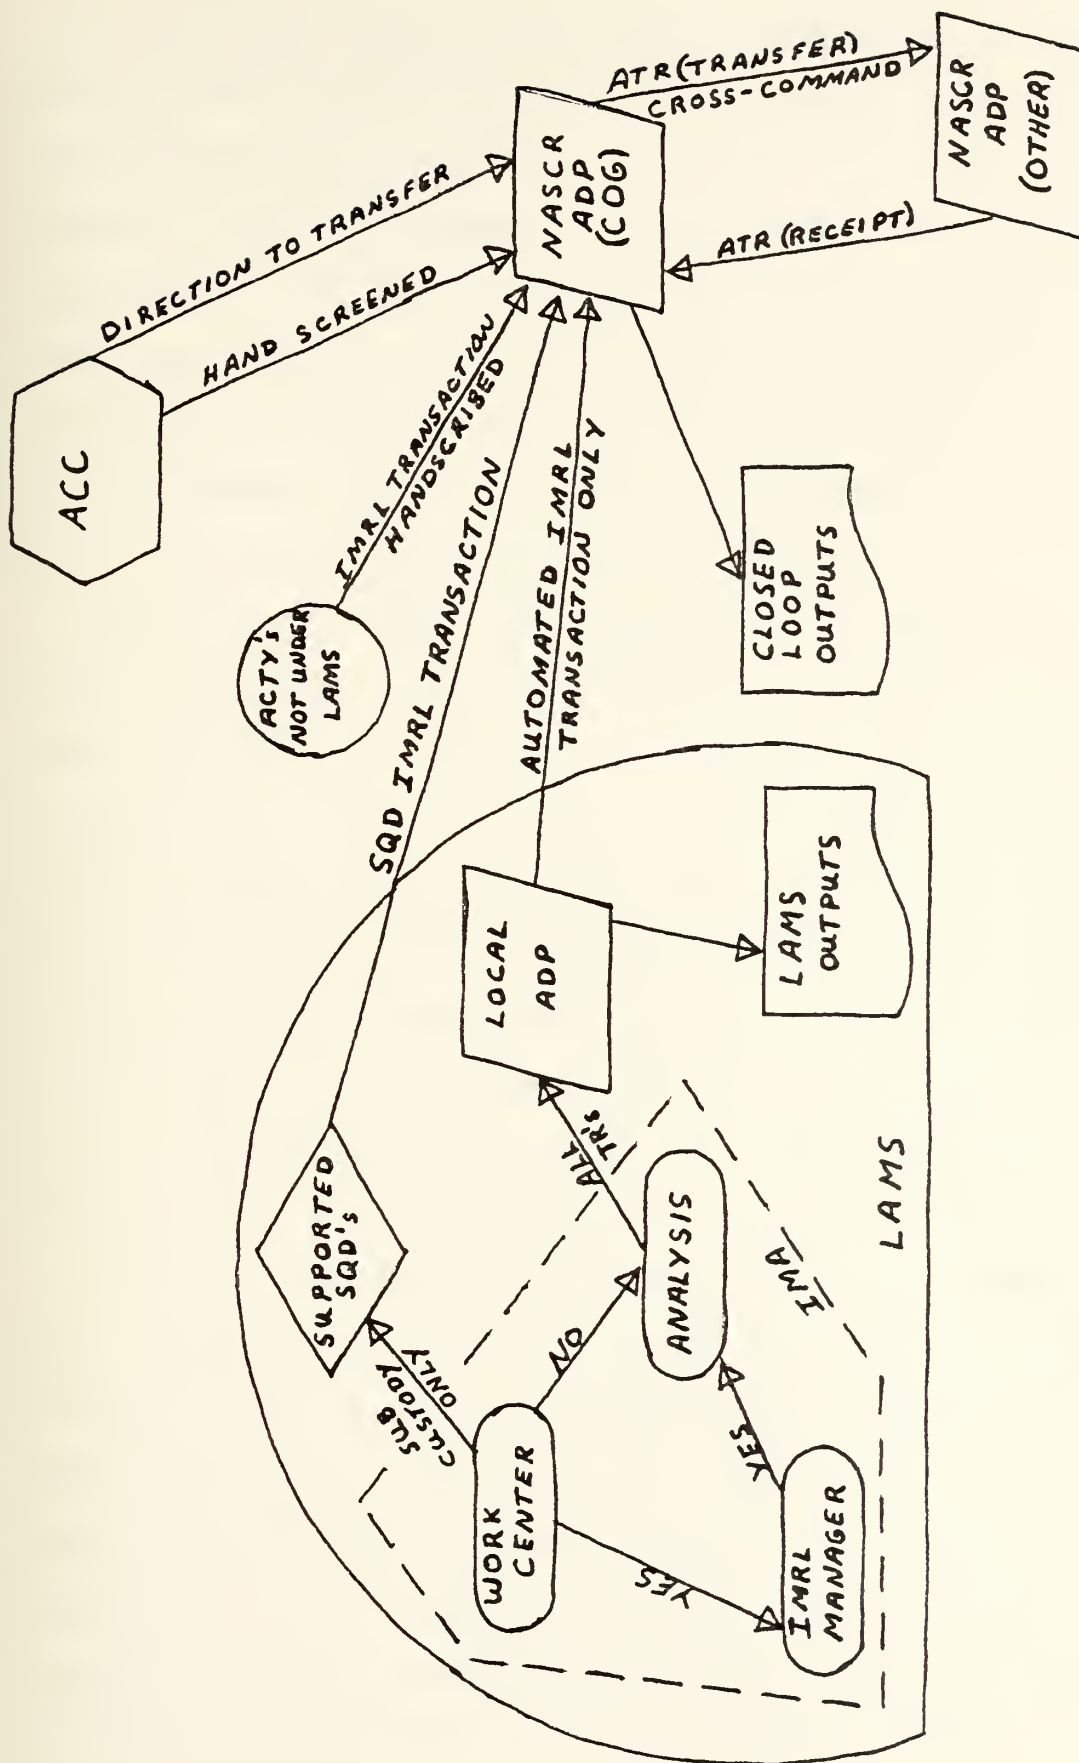 ACC
DIRECTION TO TRANSFER
HAND SCREENED
ACTY's
NOT UNDER
LAMS
IMRL TRANSACTION
HANDSCRIBED
SQD IMRL TRANSACTION
AUTOMATED IMRL
TRANSACTION ONLY
NASCR
ADP
(COG)
ATR (TRANSFER)
CROSS-COMMAND
ATR (RECEIPT)
NASCR
ADP
(OTHER)
CLOSED
LOOP
OUTPUTS
SUPPORTED
SQD's
SUB
CUSTODY
ONLY
WORK
CENTER
NO
YES
IMRL
MANAGER
YES
ANALYSIS
ALL
TR's
LOCAL
ADP
LAMS
OUTPUTS
IMA
LAMS